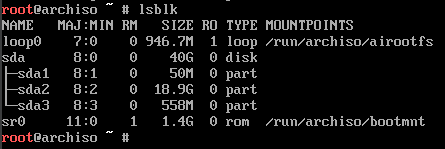 root@archiso ~ # lsblk
NAME   MAJ:MIN RM   SIZE RO TYPE MOUNTPOINTS
loop0    7:0    0 946.7M  1 loop /run/archiso/airootfs
sda      8:0    0    40G  0 disk
├─sda1   8:1    0    50M  0 part
├─sda2   8:2    0  18.9G  0 part
└─sda3   8:3    0   558M  0 part
sr0     11:0    1   1.4G  0 rom  /run/archiso/bootmnt
root@archiso ~ #